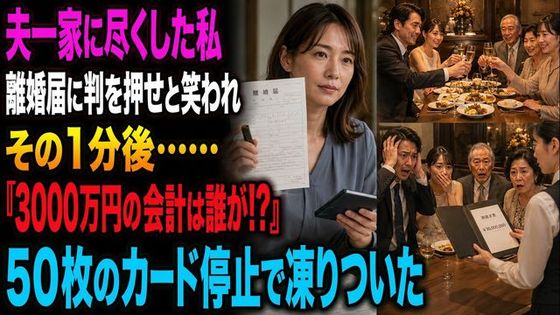 夫一家に尽くした私
離婚届に判を押せと笑われ
その1分後……
『3000万円の会計は誰が!?』
50枚のカード停止で凍りついた
離婚届